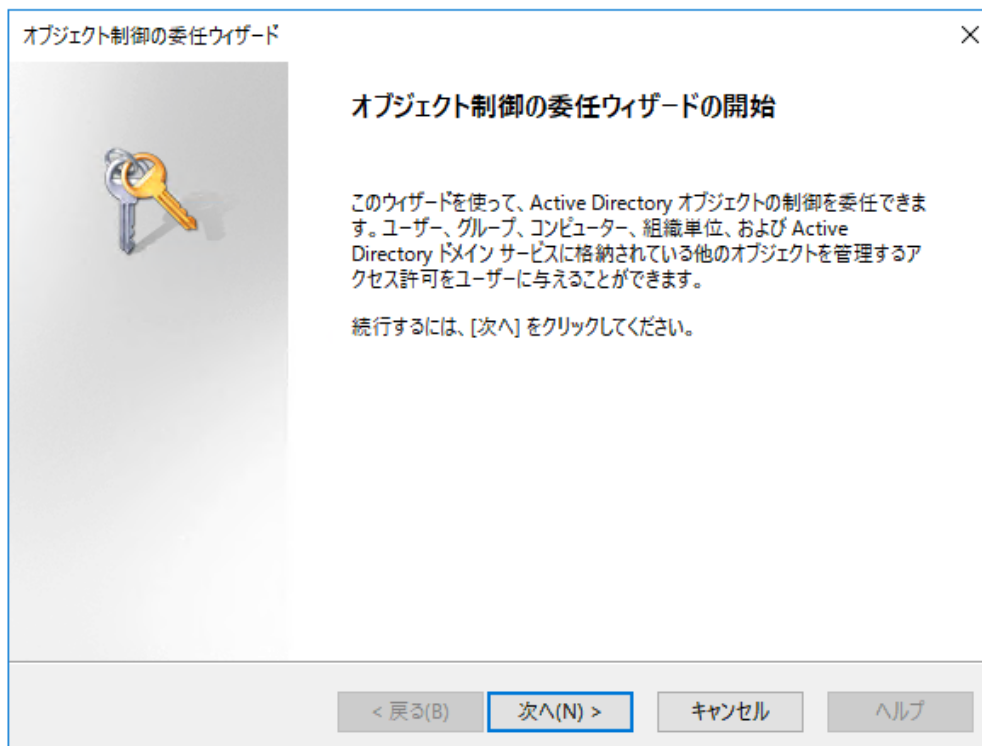 オブジェクト制御の委任ウィザード
オブジェクト制御の委任ウィザードの開始
このウィザードを使って、Active Directory オブジェクトの制御を委任できま
す。ユーザー、グループ、コンピューター、組織単位、および Active
Directory ドメイン サービスに格納されている他のオブジェクトを管理するア
クセス許可をユーザーに与えることができます。
続行するには、[次へ] をクリックしてください。
< 戻る(B)
次へ(N) >
キャンセル
ヘルプ